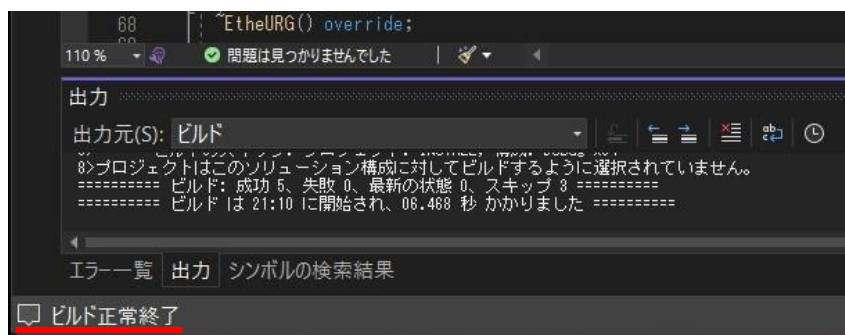 68 ~EtheURG() override;
110 % 問題は見つかりませんでした
出力
出力元(S): ビルド
8>プロジェクトはこのソリューション構成に対してビルドするように選択されていません。
========== ビルド: 成功 5、失敗 0、最新の状態 0、スキップ 3 ==========
========== ビルド は 21:10 に開始され、06.468 秒 かかりました ==========
エラー一覧 出力 シンボルの検索結果
ビルド正常終了